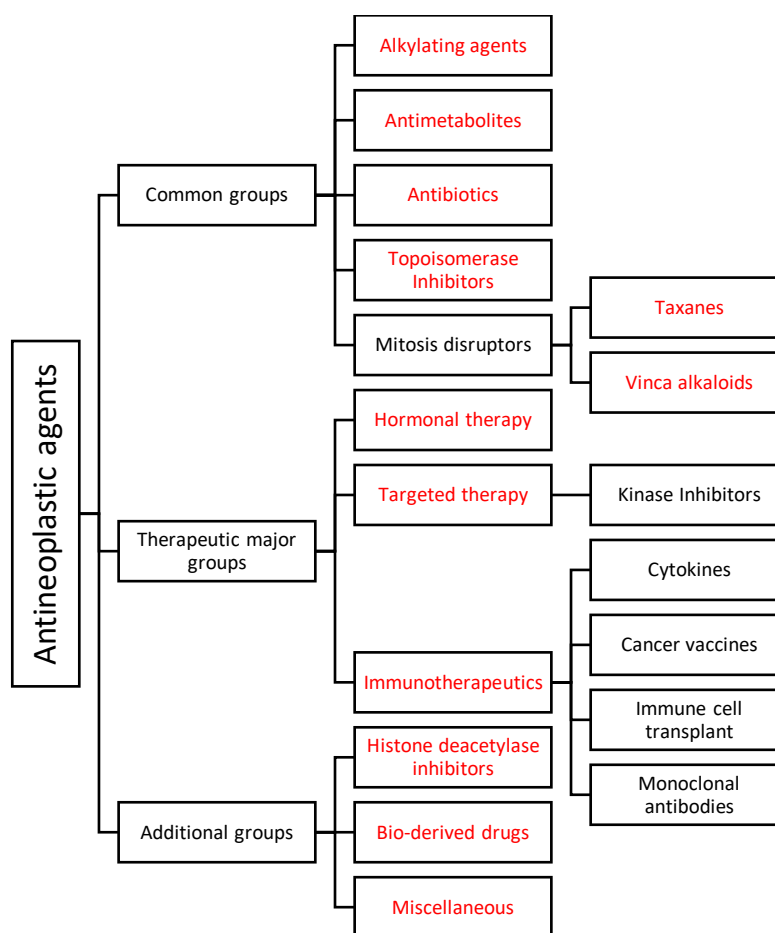 Antineoplastic agents
Common groups
Alkylating agents
Antimetabolites
Antibiotics
Topoisomerase
Inhibitors
Mitosis disruptors
Taxanes
Vinca alkaloids
Therapeutic major
groups
Hormonal therapy
Targeted therapy
Kinase Inhibitors
Immunotherapeutics
Cytokines
Cancer vaccines
Immune cell
transplant
Monoclonal
antibodies
Additional groups
Histone deacetylase
inhibitors
Bio-derived drugs
Miscellaneous